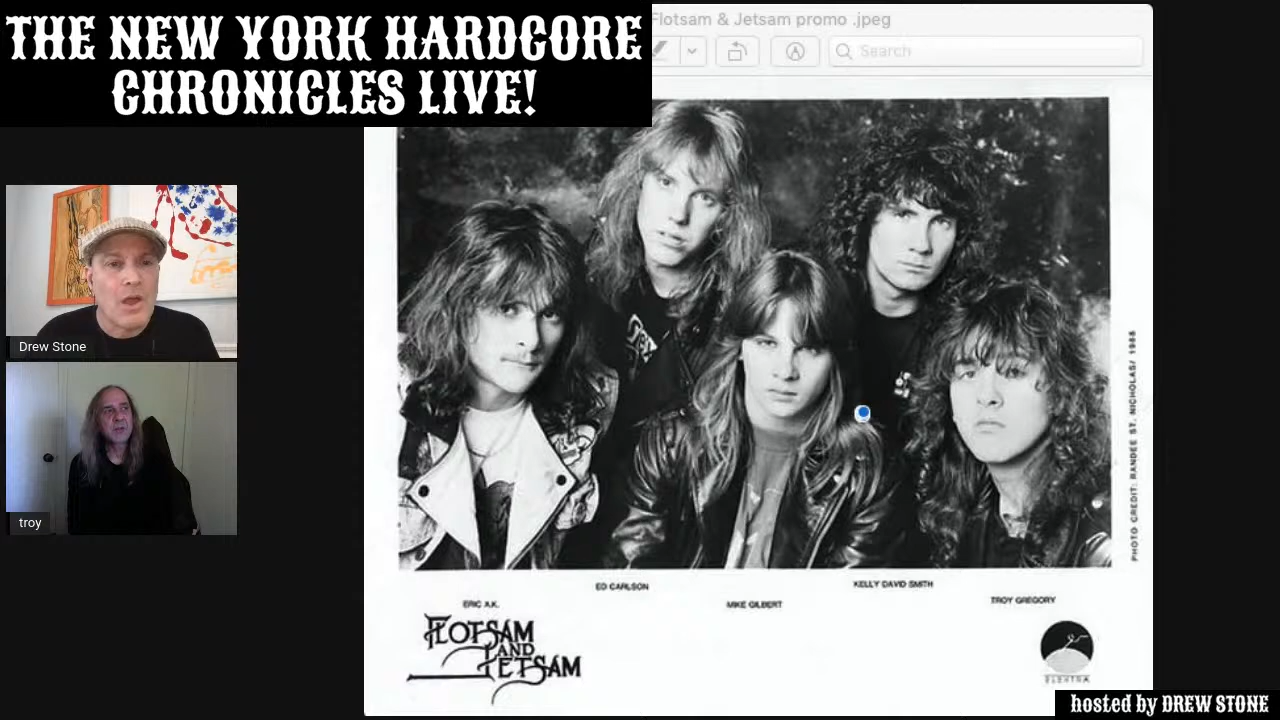 THE NEW YORK HARDCORE
CHRONICLES LIVE!
Flotsam & Jetsam promo .jpeg
Search
Drew Stone
troy
PHOTO CREDIT: RANDEE ST. NICHOLAS/ 1988
ED CARLSON
KELLY DAVID SMITH
ERIC A.K.
MIKE GILBERT
TROY GREGORY
FLOTSAM
AND
JETSAM
ELEKTRA
hosted by DREW STONE